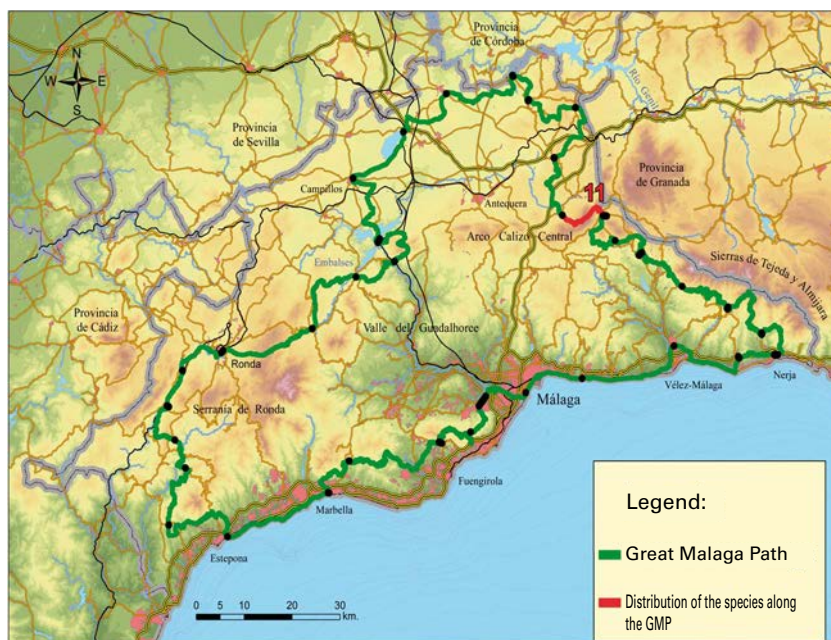 Provincia
de Córdoba
N
W E
S
Río Genil
Provincia
de Sevilla
Provincia
de Granada
Campillos
11
Antequera
Arco Calizo Central
Sierras de Tejeda y Almijara
Embalses
Provincia
de Cádiz
Valle del Guadalhorce
Ronda
Vélez-Málaga
Nerja
Málaga
Serranía de Ronda
Fuengirola
Marbella
Estepona
0 5 10 20 30
km.
Legend:
Great Malaga Path
Distribution of the species along
the GMP